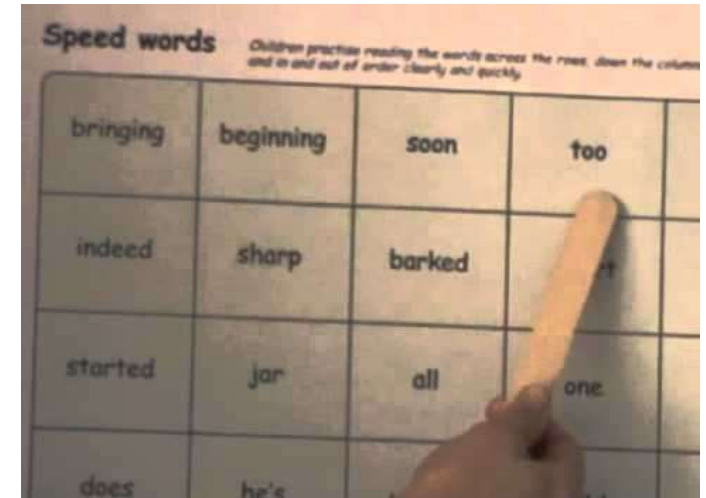 Speed words
Children practise reading the words across the rows, down the
and in and out of order clearly and quickly
bringing beginning soon too
indeed sharp barked
started jar all one
does he's